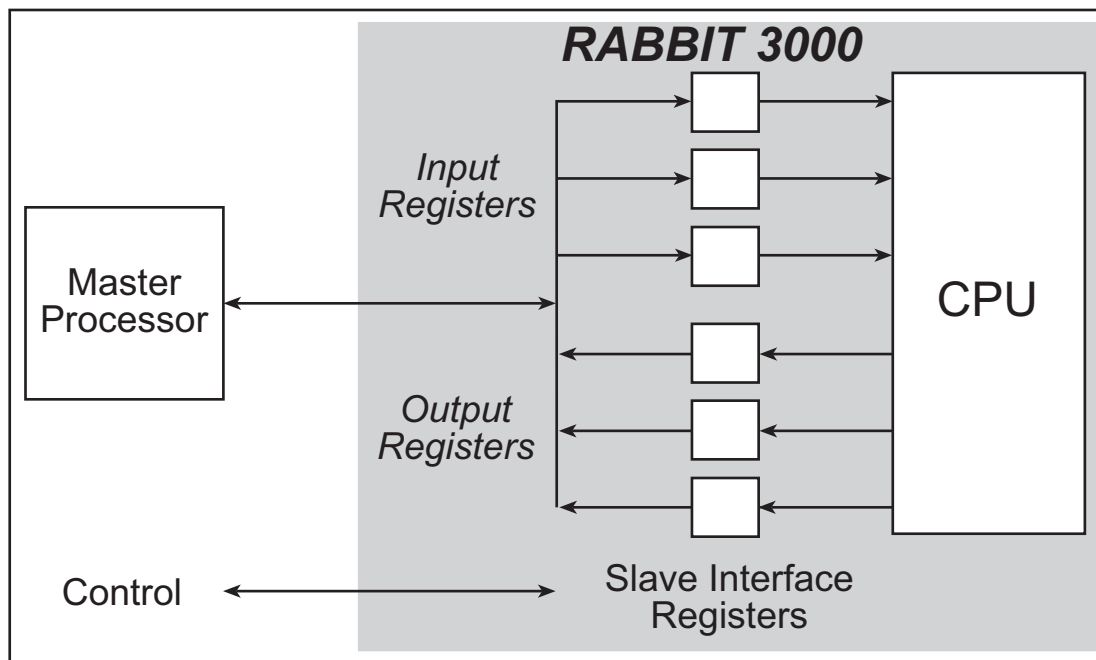 RABBIT 3000
Input
Registers
Master
Processor
CPU
Output
Registers
Control
Slave Interface
Registers